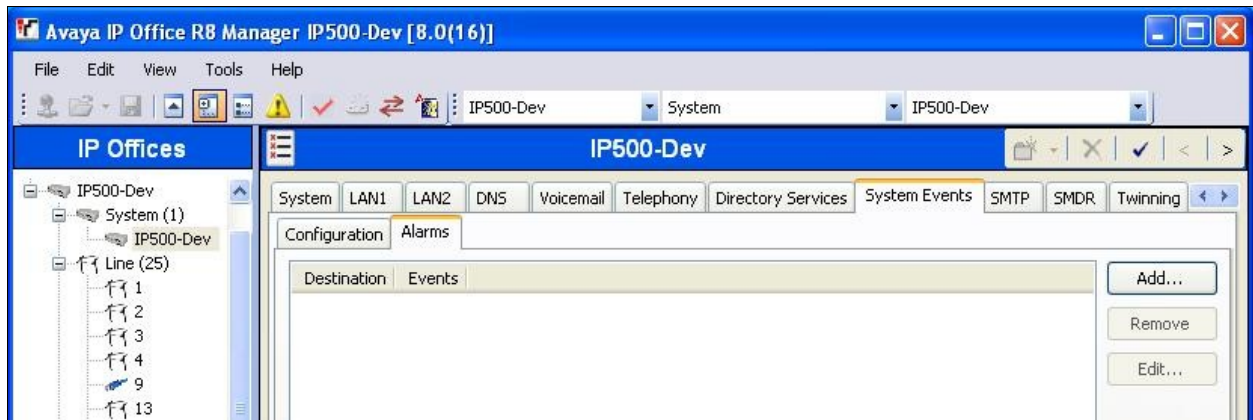 Avaya IP Office R8 Manager IP500-Dev [8.0(16)]
File Edit View Tools Help
IP500-Dev System IP500-Dev
IP Offices
IP500-Dev
IP500-Dev
System (1)
IP500-Dev
Line (25)
1
2
3
4
9
13
System LAN1 LAN2 DNS Voicemail Telephony Directory Services System Events SMTP SMDR Twinning
Configuration Alarms
Destination Events
Add...
Remove
Edit...